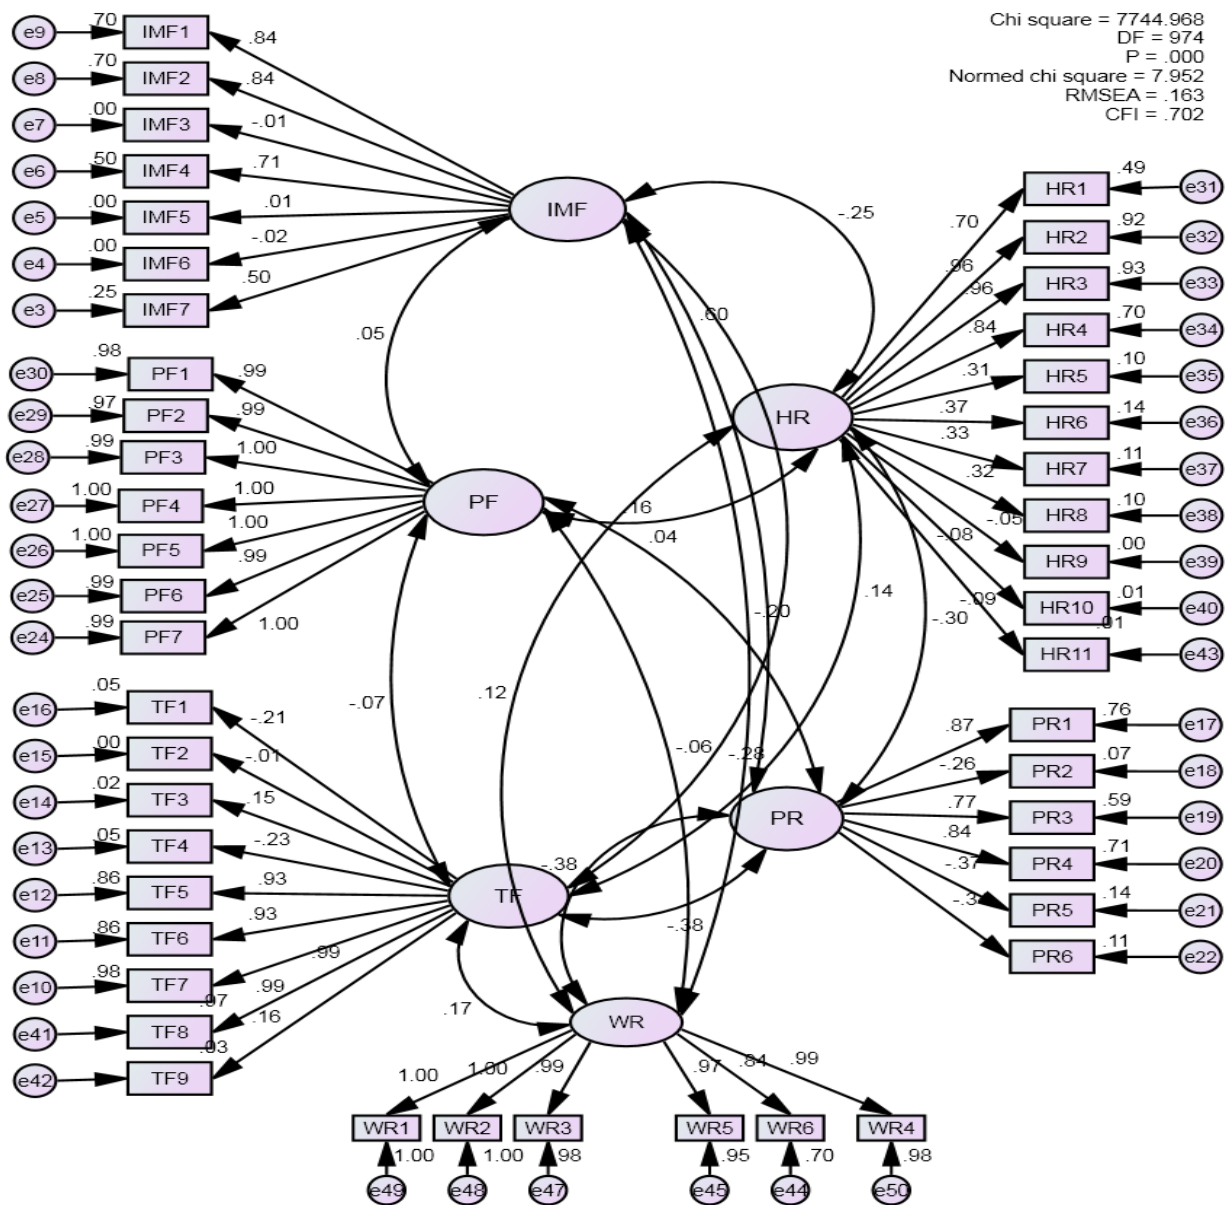 Chi square = 7744.968
DF = 974
P = .000
Normed chi square = 7.952
RMSEA = .163
CFI = .702
e9 .70 IMF1 .84
e8 .70 IMF2 .84
e7 .00 IMF3 -.01
e6 .50 IMF4 .71
e5 .00 IMF5 .01
e4 .00 IMF6 -.02
e3 .25 IMF7 .50
IMF
-.25
.05
.60
e30 .98 PF1 .99
e29 .97 PF2 .99
e28 .99 PF3 1.00
e27 1.00 PF4 1.00
e26 1.00 PF5 1.00
e25 .99 PF6 .99
e24 .99 PF7 1.00
PF
.70 HR1 .49 e31
.96 HR2 .92 e32
.96 HR3 .93 e33
.84 HR4 .70 e34
.31 HR5 .10 e35
.37 HR6 .14 e36
.33 HR7 .11 e37
.32 HR8 .10 e38
-.05 HR9 .00 e39
-.08 HR10 .01 e40
-.09 HR11 .01 e43
HR
.16
.04
-.20
.14
-.30
-.07
.12
-.06
-.28
e16 .05 TF1 -.21
e15 .00 TF2 -.01
e14 .02 TF3 .15
e13 .05 TF4 -.23
e12 .86 TF5 .93
e11 .86 TF6 .93
e10 .98 TF7 .99
e41 .97 TF8 .99
e42 .03 TF9 .16
TF
.87 PR1 .76 e17
-.26 PR2 .07 e18
.77 PR3 .59 e19
.84 PR4 .71 e20
-.37 PR5 .14 e21
PR6 .11 e22
PR
-.38
-.38
.17
WR
1.00 1.00 .99 .97 .84 .99
WR1 WR2 WR3 WR5 WR6 WR4
1.00 1.00 .98 .95 .70 .98
e49 e48 e47 e45 e44 e50